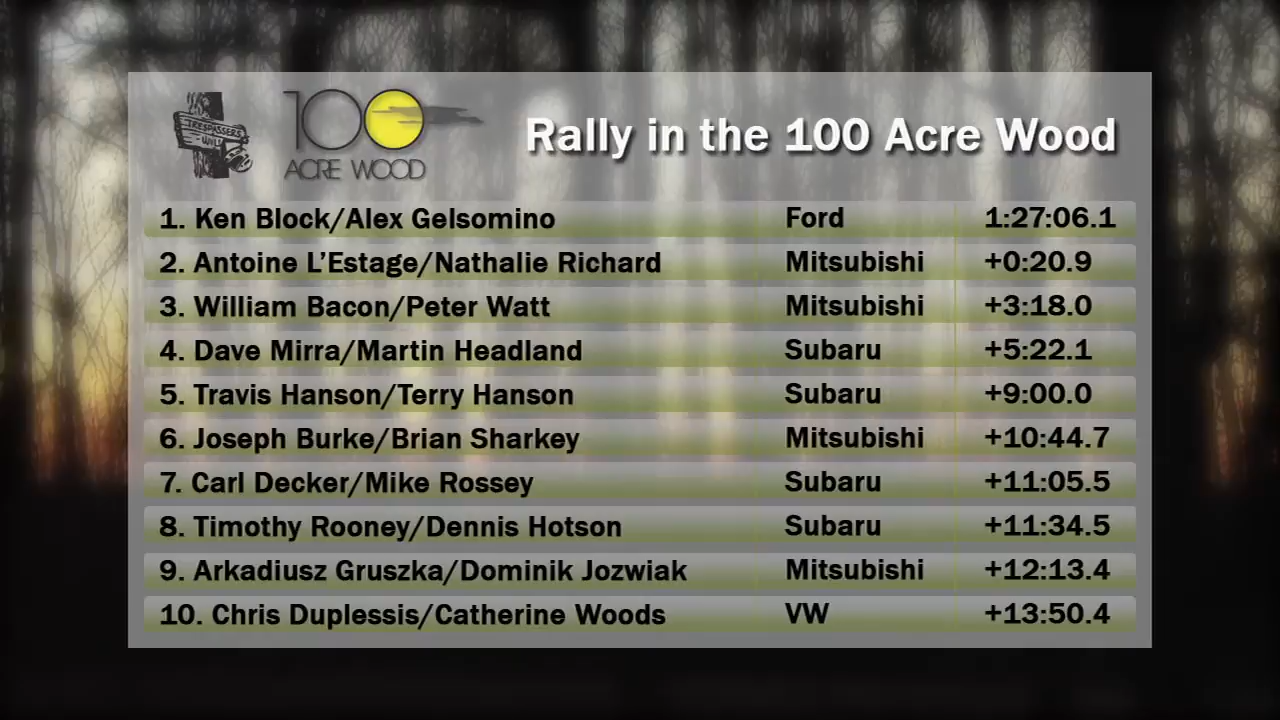 TRESPASSERS
WILL
100
ACRE WOOD
Rally in the 100 Acre Wood
1. Ken Block/Alex Gelsomino Ford 1:27:06.1
2. Antoine L'Estage/Nathalie Richard Mitsubishi +0:20.9
3. William Bacon/Peter Watt Mitsubishi +3:18.0
4. Dave Mirra/Martin Headland Subaru +5:22.1
5. Travis Hanson/Terry Hanson Subaru +9:00.0
6. Joseph Burke/Brian Sharkey Mitsubishi +10:44.7
7. Carl Decker/Mike Rossey Subaru +11:05.5
8. Timothy Rooney/Dennis Hotson Subaru +11:34.5
9. Arkadiusz Gruszka/Dominik Jozwiak Mitsubishi +12:13.4
10. Chris Duplessis/Catherine Woods VW +13:50.4